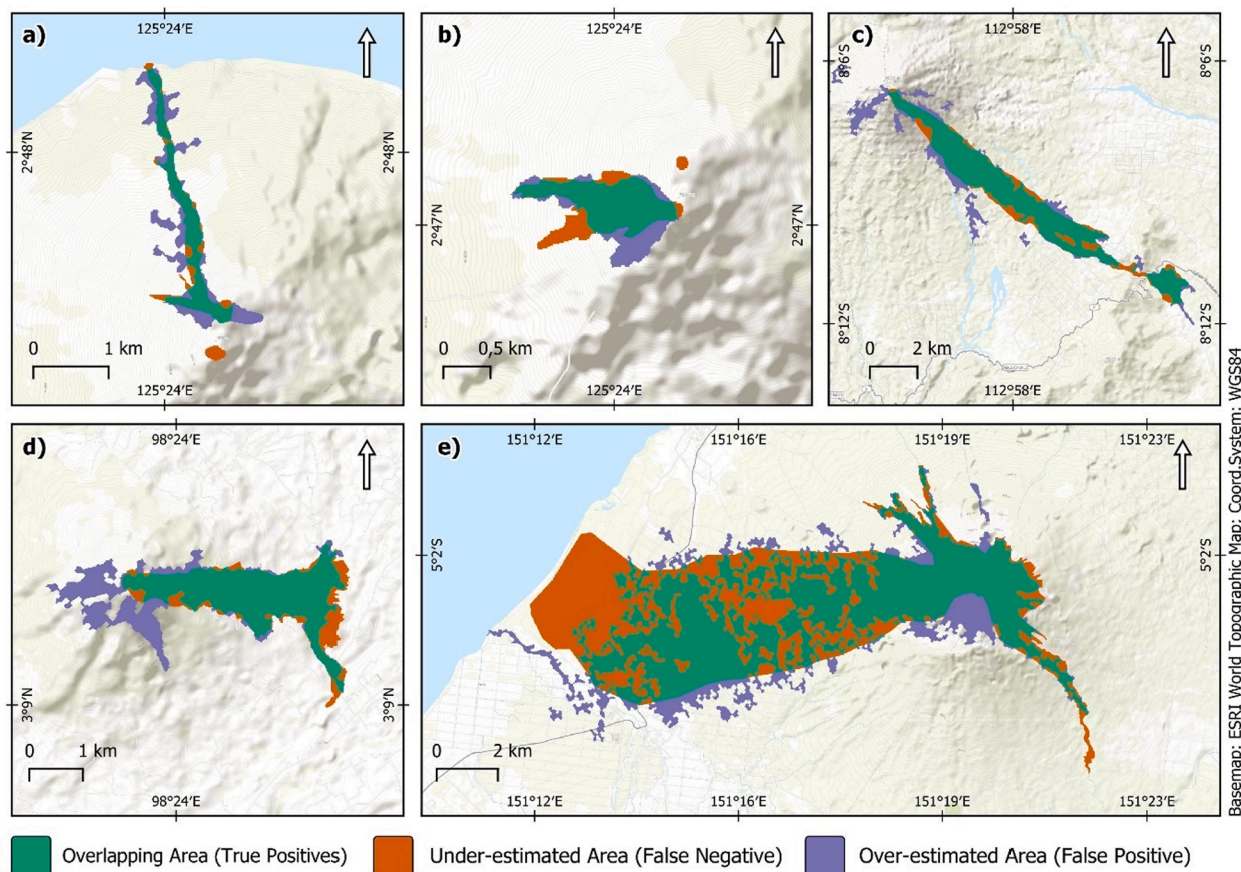 a)
125°24′E
2°48′N
0 1 km
125°24′E
b)
125°24′E
2°47′N
2°47′N
0 0,5 km
125°24′E
c)
112°58′E
8°6′S
8°6′S
8°12′S
8°12′S
0 2 km
112°58′E
2°48′N
d)
98°24′E
3°9′N
3°9′N
0 1 km
98°24′E
e)
151°12′E
151°16′E
151°19′E
151°23′E
5°2′S
5°2′S
0 2 km
151°12′E
151°16′E
151°19′E
151°23′E
Basemap: ESRI World Topographic Map; Coord.System: WGS84
Overlapping Area (True Positives)
Under-estimated Area (False Negative)
Over-estimated Area (False Positive)